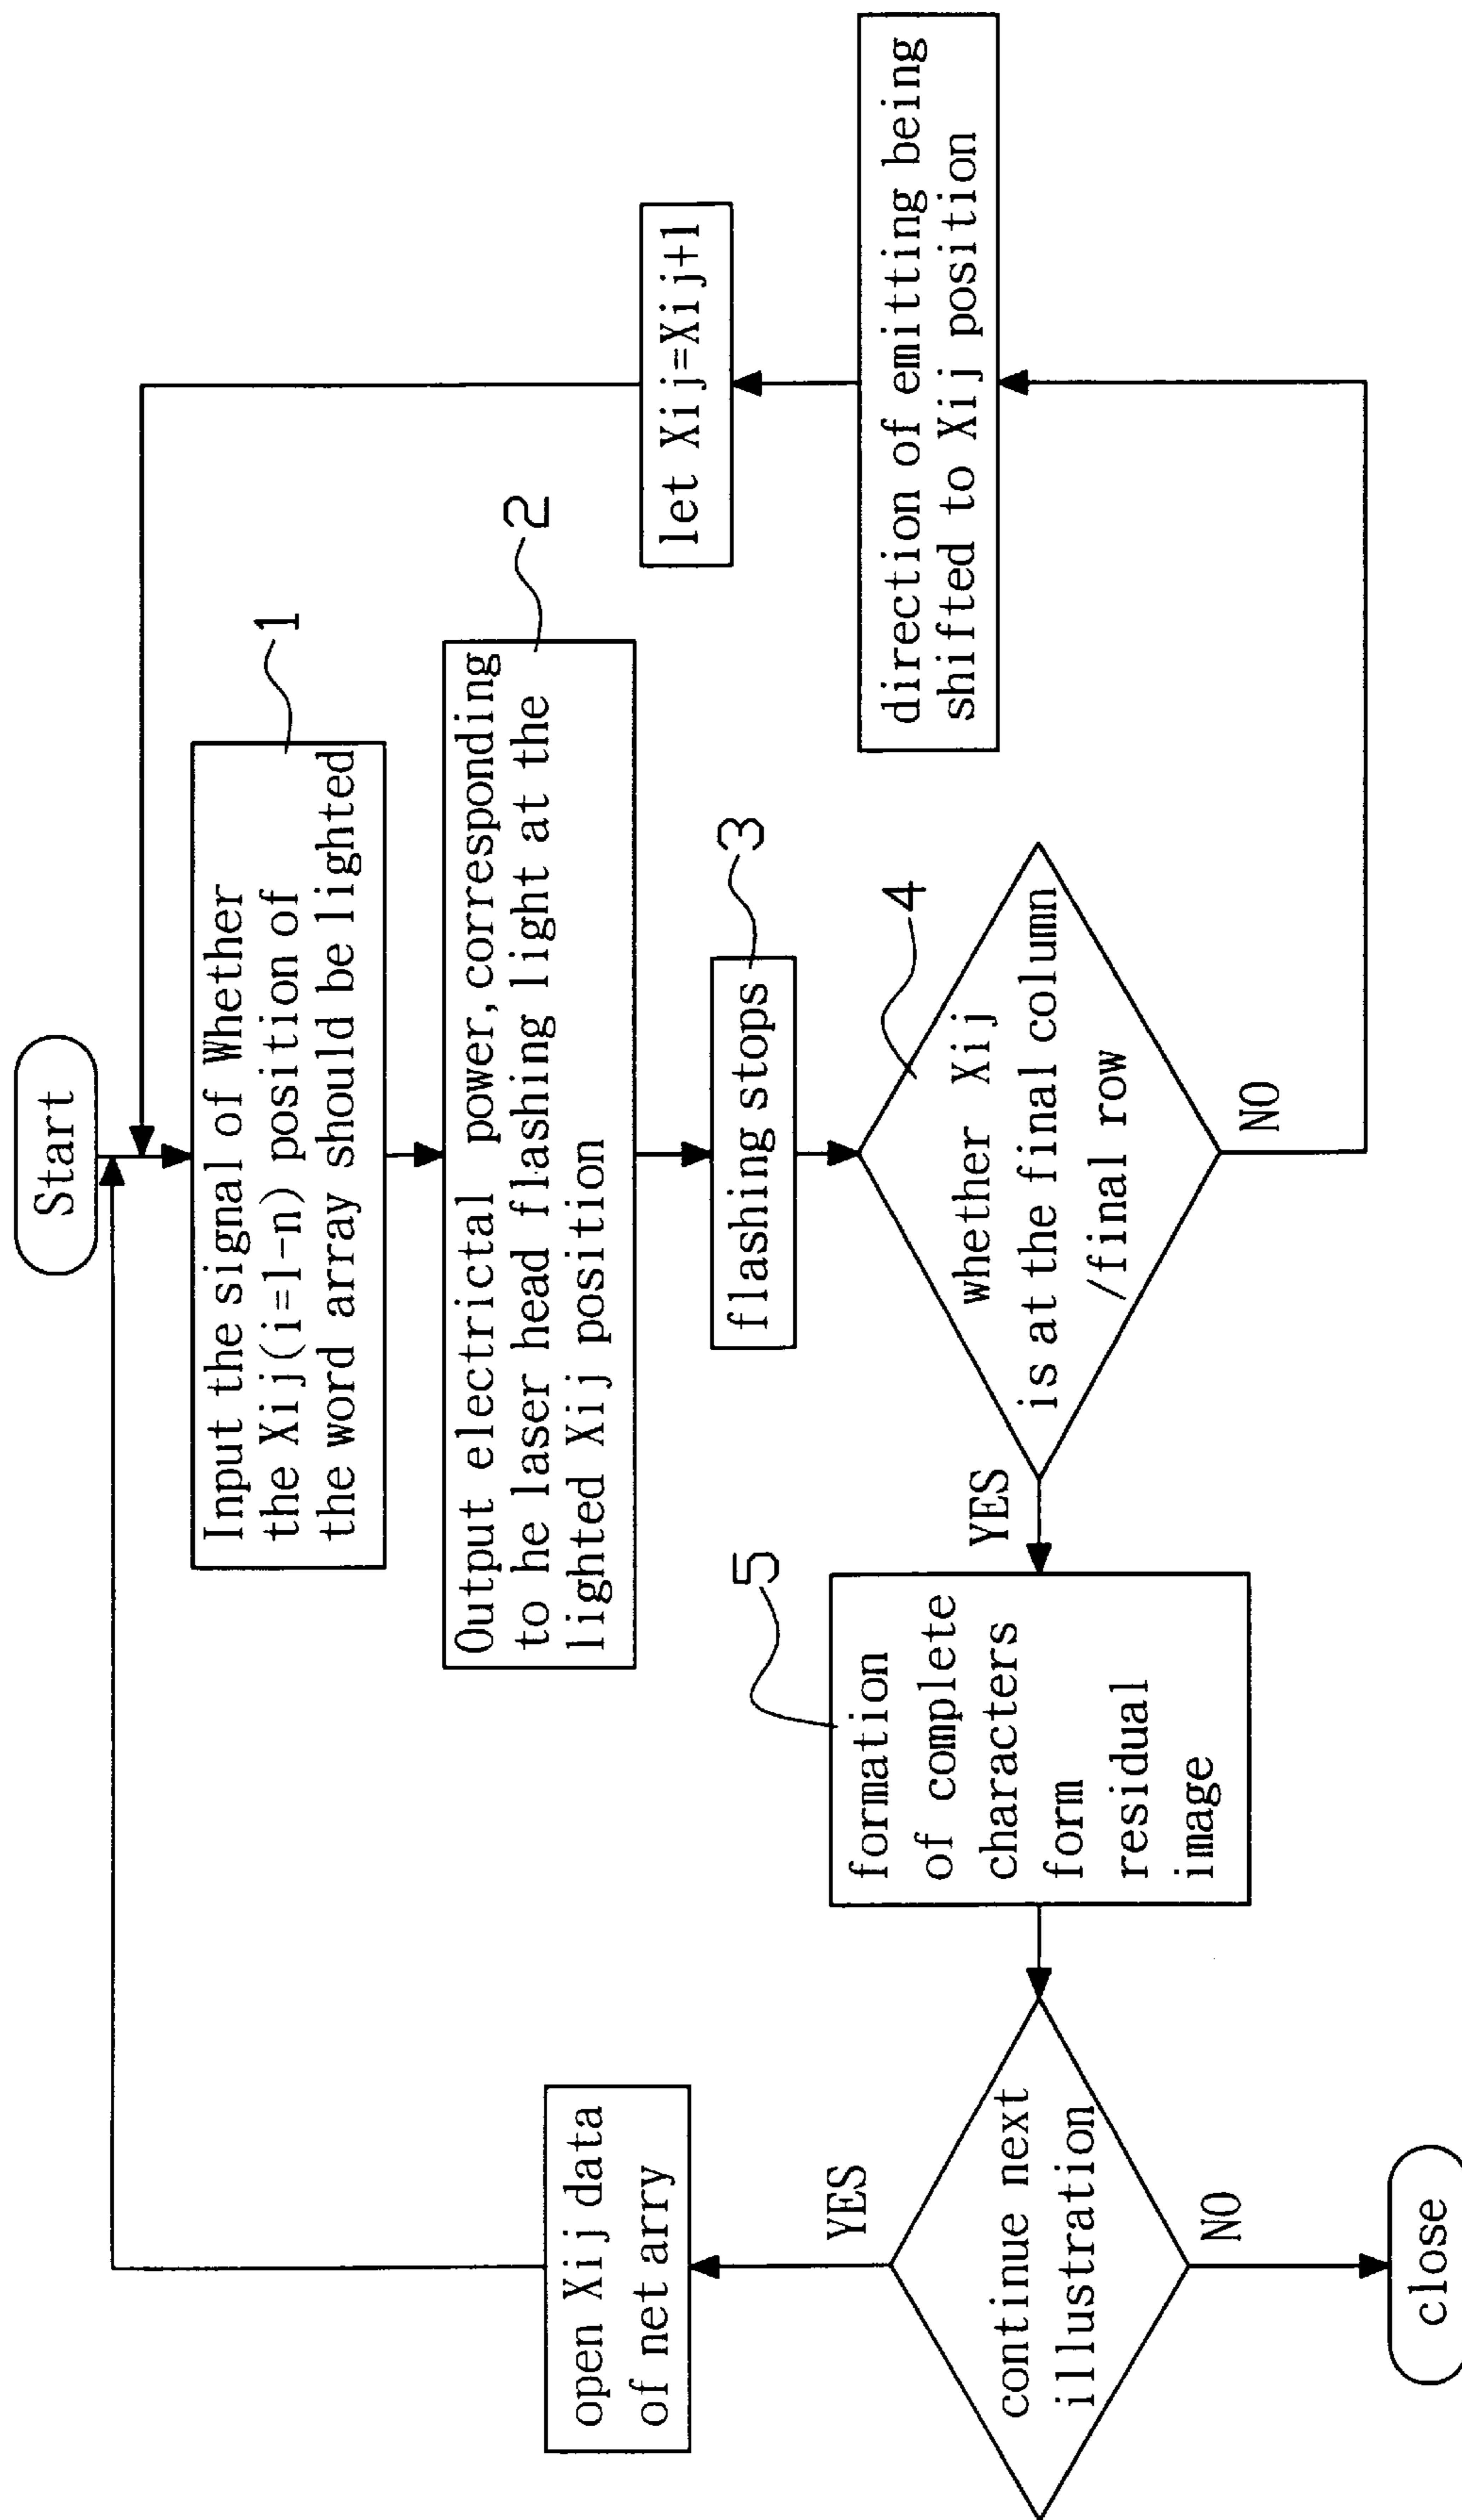 Start
Input the signal of Whether
the Xij(i=1-n) position of
the word array should be lighted
1
Output electrictal power, corresponding
to he laser head flashing light at the
lighted Xij position
2
flashing stops
3
whether Xij
is at the final column
/final row
4
NO
direction of emitting being
shifted to Xij position
let Xij=Xij+1
YES
formation
of complete
characters
form
residual
image
5
continue next
illustration
YES
open Xij data
of net arry
NO
close